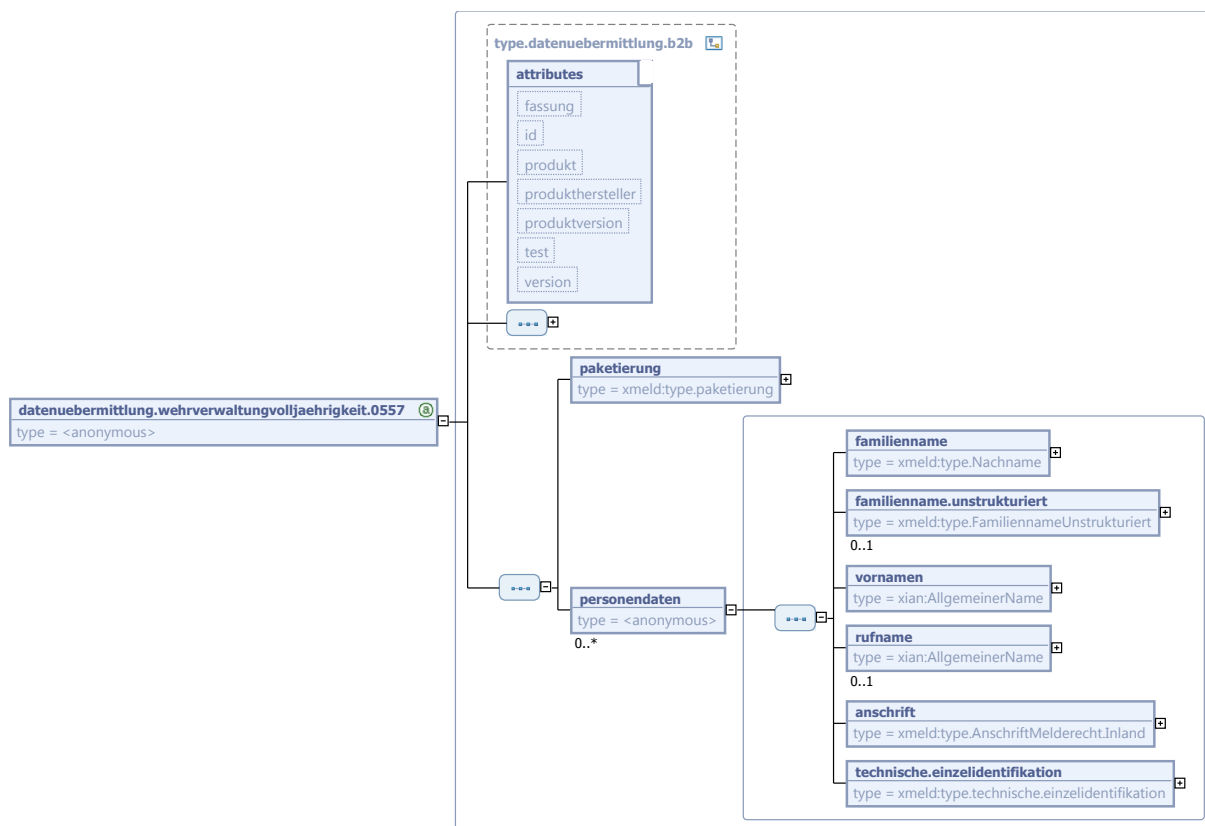 type.datenuebermittlung.b2b
attributes
fassung
id
produkt
produkthersteller
produktversion
test
version
paketierung
type = xmeld:type.paketierung
datenuebermittlung.wehrverwaltungvolljaehrigkeit.0557 a
type = <anonymous>
familienname
type = xmeld:type.Nachname
familienname.unstrukturiert
type = xmeld:type.FamiliennameUnstrukturiert
0..1
vornamen
type = xian:AllgemeinerName
personendaten
type = <anonymous>
0..*
rufname
type = xian:AllgemeinerName
0..1
anschrift
type = xmeld:type.AnschriftMelderecht.Inland
technische.einzelidentifikation
type = xmeld:type.technische.einzelidentifikation